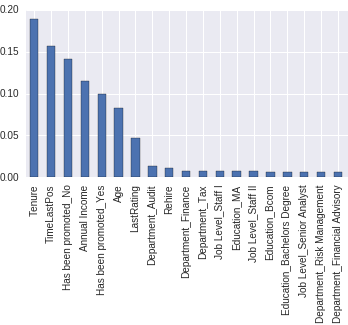 0.20
0.15
0.10
0.05
0.00
Tenure
TimeLastPos
Has been promoted_No
Annual Income
Has been promoted_Yes
Age
LastRating
Department_Audit
Rehire
Department_Finance
Department_Tax
Job Level_Staff I
Education_MA
Job Level_Staff II
Education_Bcom
Education_Bachelors Degree
Job Level_Senior Analyst
Department_Risk Management
Department_Financial Advisory